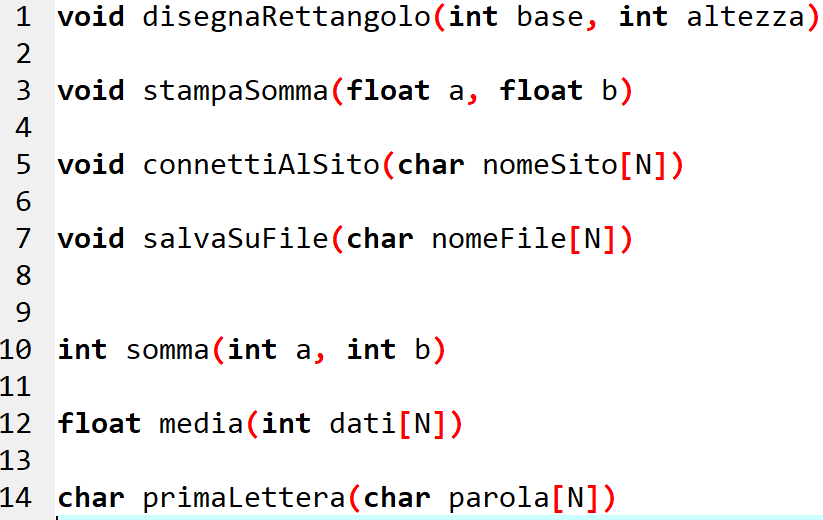 1 void disegnaRettangolo(int base, int altezza)
2
3 void stampaSomma(float a, float b)
4
5 void connettiAlSito(char nomeSito[N])
6
7 void salvaSuFile(char nomeFile[N])
8
9
10 int somma(int a, int b)
11
12 float media(int dati[N])
13
14 char primaLettera(char parola[N])